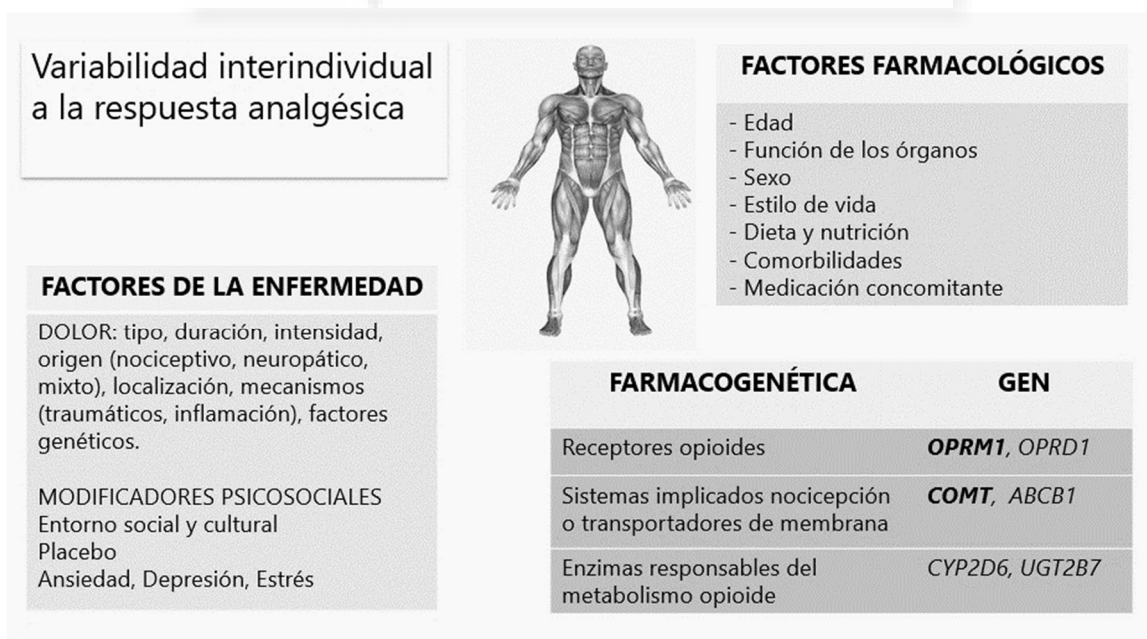 Variabilidad interindividual
a la respuesta analgésica
FACTORES FARMACOLÓGICOS
- Edad
- Función de los órganos
- Sexo
- Estilo de vida
- Dieta y nutrición
- Comorbilidades
- Medicación concomitante
FACTORES DE LA ENFERMEDAD
DOLOR: tipo, duración, intensidad,
origen (nociceptivo, neuropático,
mixto), localización, mecanismos
(traumáticos, inflamación), factores
genéticos.
MODIFICADORES PSICOSOCIALES
Entorno social y cultural
Placebo
Ansiedad, Depresión, Estrés
FARMACOGENÉTICA GEN
Receptores opioides OPRM1, OPRD1
Sistemas implicados nocicepción COMT, ABCB1
o transportadores de membrana
Enzimas responsables del CYP2D6, UGT2B7
metabolismo opioide